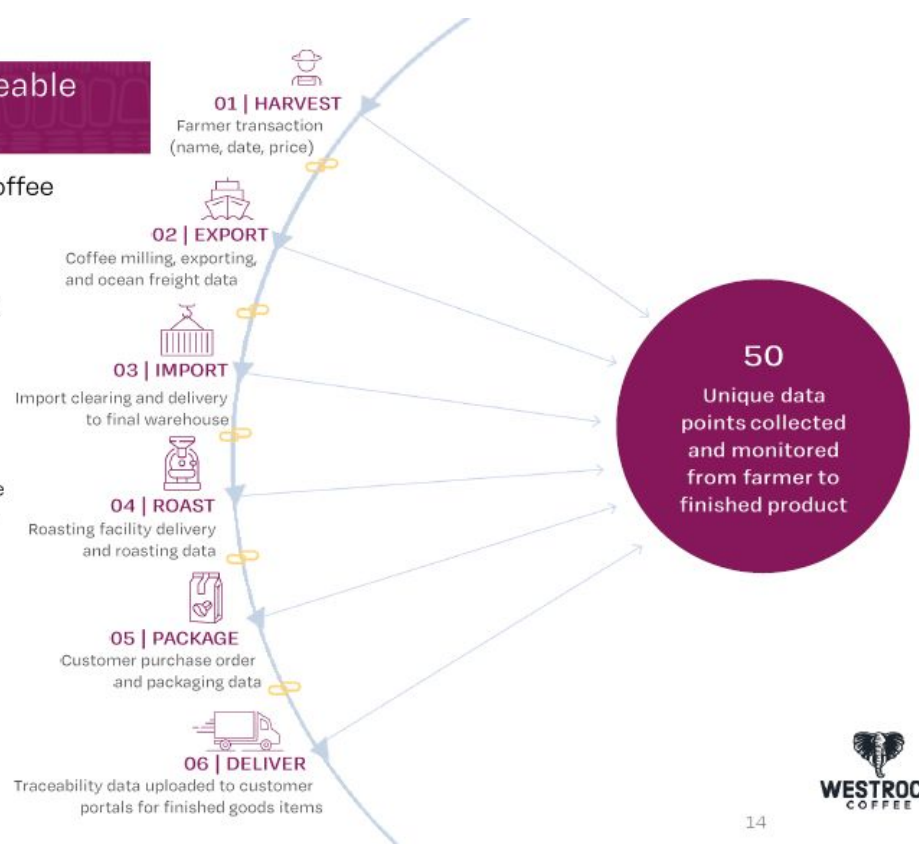 eable
offee
e
01 | HARVEST
Farmer transaction
(name, date, price)
02 | EXPORT
Coffee milling, exporting,
and ocean freight data
03 | IMPORT
Import clearing and delivery
to final warehouse
04 | ROAST
Roasting facility delivery
and roasting data
05 | PACKAGE
Customer purchase order
and packaging data
06 | DELIVER
Traceability data uploaded to customer
portals for finished goods items
50
Unique data
points collected
and monitored
from farmer to
finished product
WESTROC
COFFEE
14